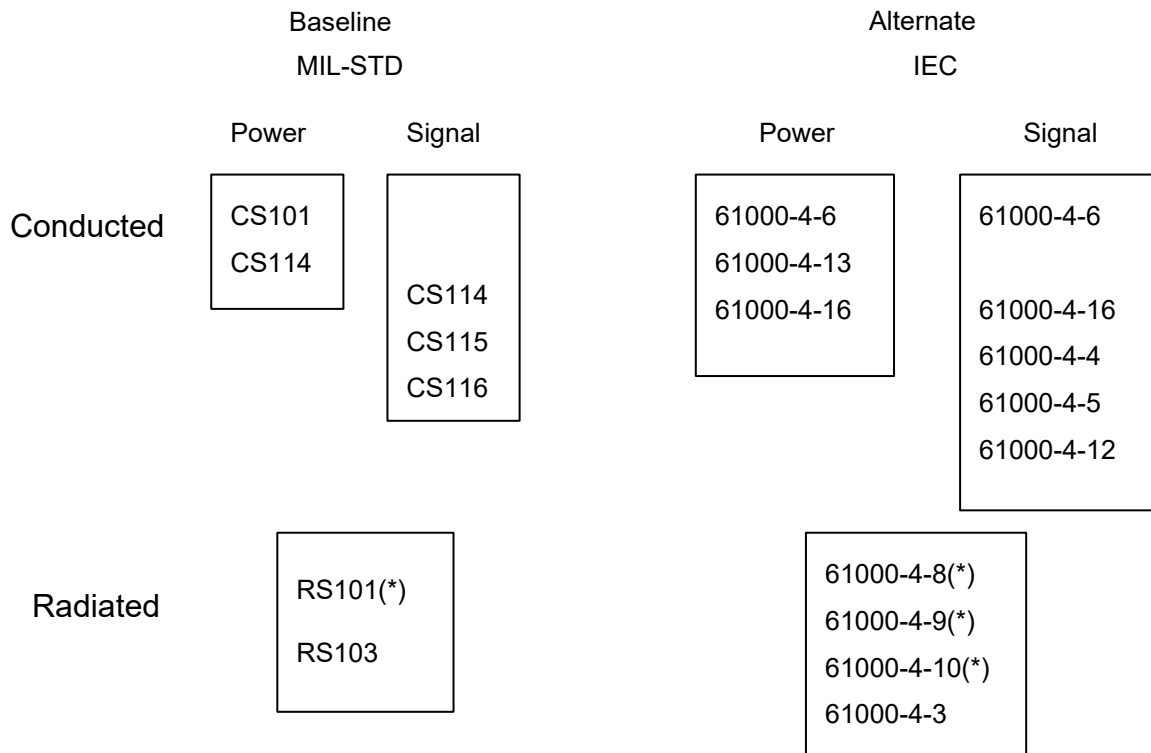 Baseline Alternate
MIL-STD IEC
Power Signal Power Signal
Conducted
CS101
CS114
CS114
CS115
CS116
61000-4-6
61000-4-13
61000-4-16
61000-4-6
61000-4-16
61000-4-4
61000-4-5
61000-4-12
Radiated
RS101(*)
RS103
61000-4-8(*)
61000-4-9(*)
61000-4-10(*)
61000-4-3